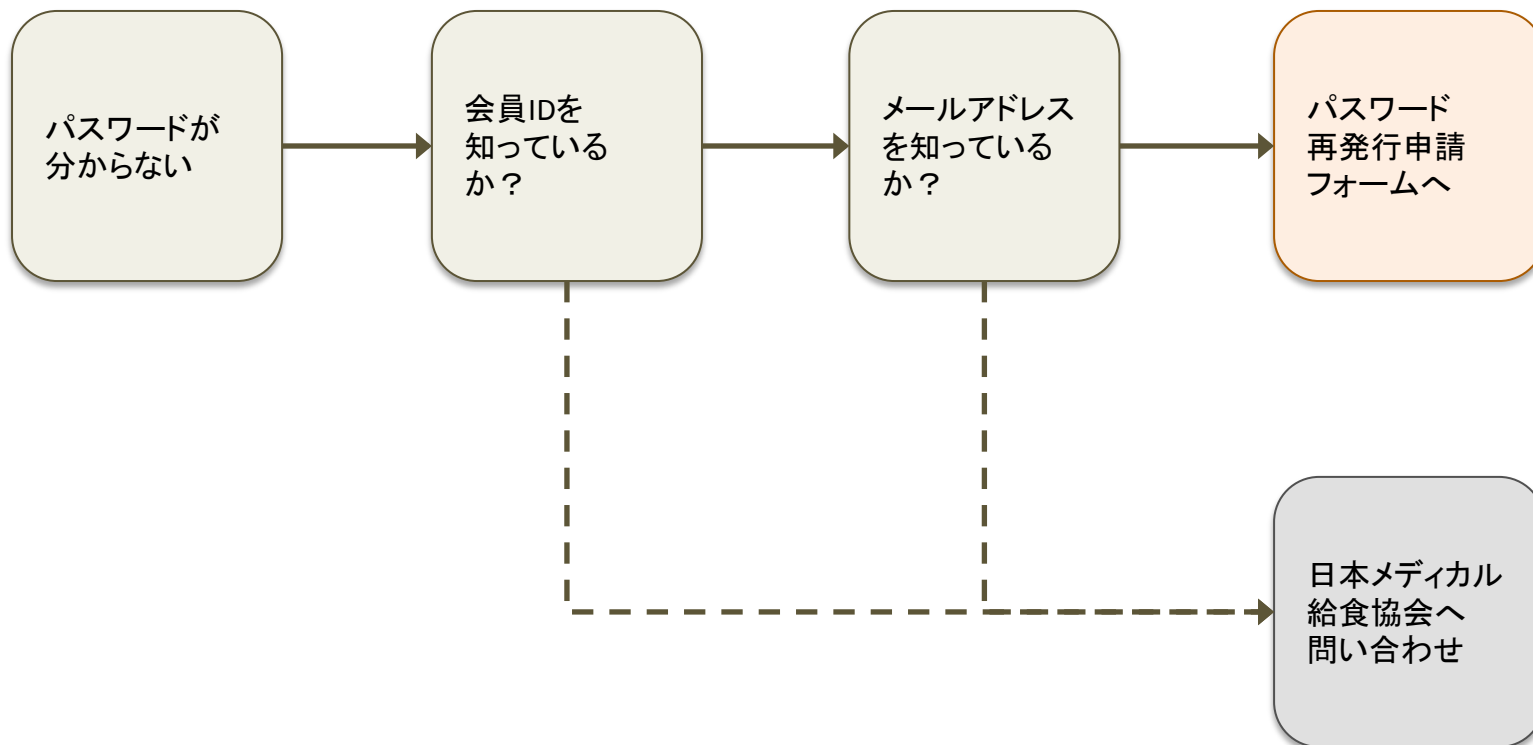 パスワードが
分からない
会員IDを
知っている
か？
メールアドレス
を知っている
か？
パスワード
再発行申請
フォームへ
日本メディカル
給食協会へ
問い合わせ